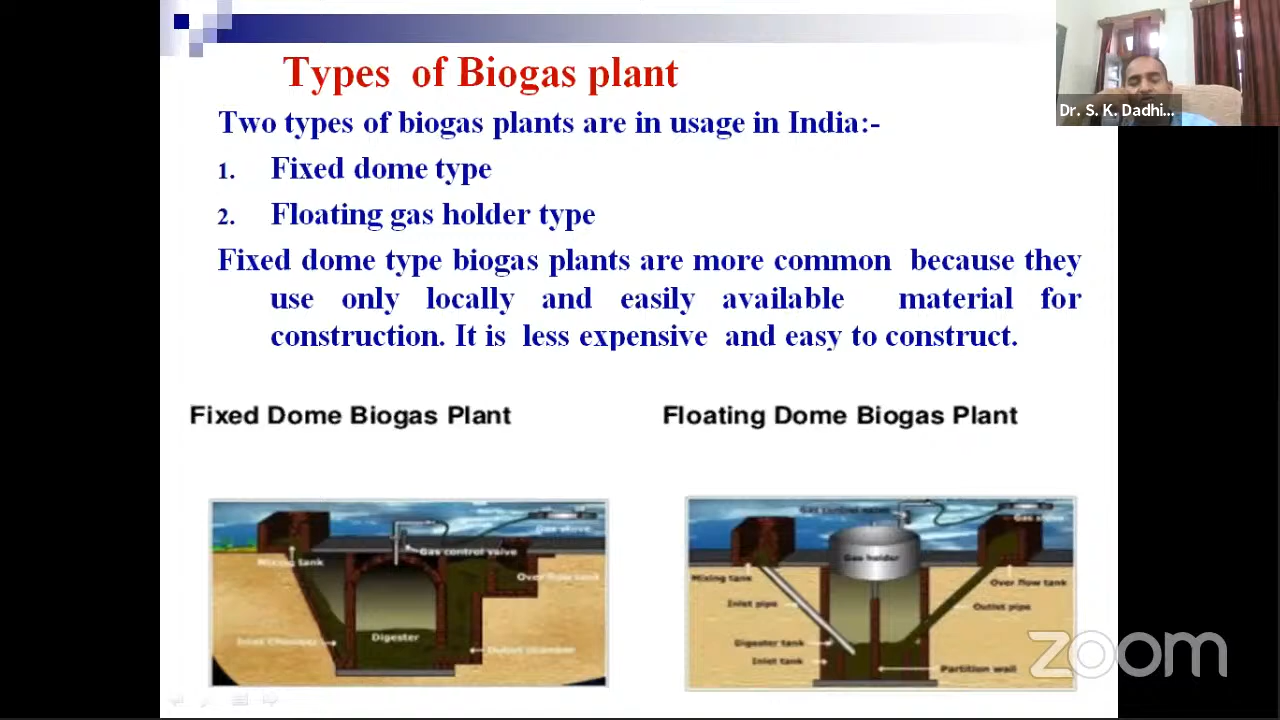 Types of Biogas plant
Dr. S. K. Dadhi...
Two types of biogas plants are in usage in India:-
1. Fixed dome type
2. Floating gas holder type
Fixed dome type biogas plants are more common because they
use only locally and easily available material for
construction. It is less expensive and easy to construct.
Fixed Dome Biogas Plant
Floating Dome Biogas Plant
Gas stove
Gas control valve
Mixing tank
Over flow tank
Inlet Chamber
Digester
Outlet chamber
Gas control valve
Gas stove
Gas holder
Mixing tank
Over flow tank
Inlet pipe
Outlet pipe
Digester tank
Inlet tank
Partition wall
zoom